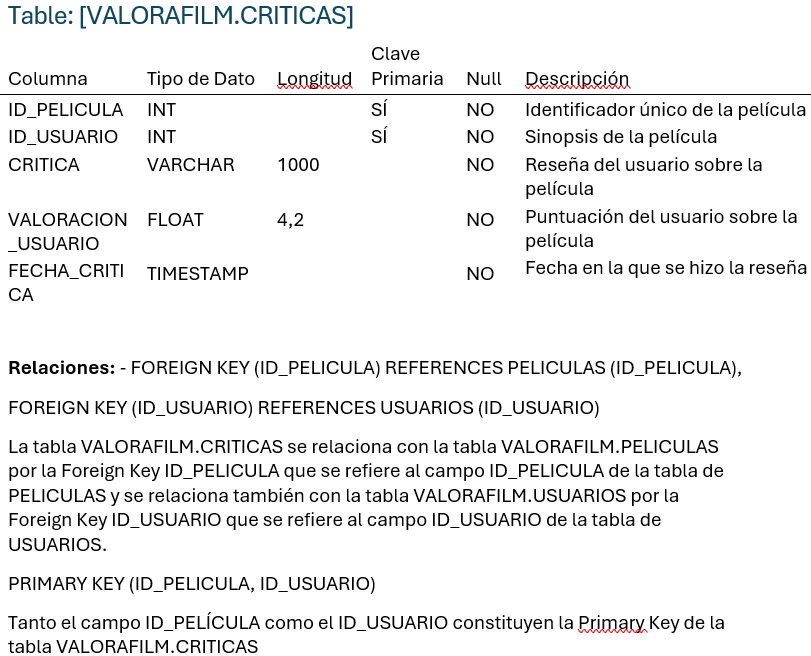 Table: [VALORAFILM.CRITICAS]
Columna Tipo de Dato Longitud Clave Primaria Null Descripción
ID_PELICULA INT SÍ NO Identificador único de la película
ID_USUARIO INT SÍ NO Sinopsis de la película
CRITICA VARCHAR 1000 NO Reseña del usuario sobre la
película
VALORACION FLOAT 4,2 NO Puntuación del usuario sobre la
_USUARIO película
FECHA_CRITI TIMESTAMP NO Fecha en la que se hizo la reseña
CA
Relaciones: - FOREIGN KEY (ID_PELICULA) REFERENCES PELICULAS (ID_PELICULA),
FOREIGN KEY (ID_USUARIO) REFERENCES USUARIOS (ID_USUARIO)
La tabla VALORAFILM.CRITICAS se relaciona con la tabla VALORAFILM.PELICULAS
por la Foreign Key ID_PELICULA que se refiere al campo ID_PELICULA de la tabla de
PELICULAS y se relaciona también con la tabla VALORAFILM.USUARIOS por la
Foreign Key ID_USUARIO que se refiere al campo ID_USUARIO de la tabla de
USUARIOS.
PRIMARY KEY (ID_PELICULA, ID_USUARIO)
Tanto el campo ID_PELÍCULA como el ID_USUARIO constituyen la Primary Key de la
tabla VALORAFILM.CRITICAS